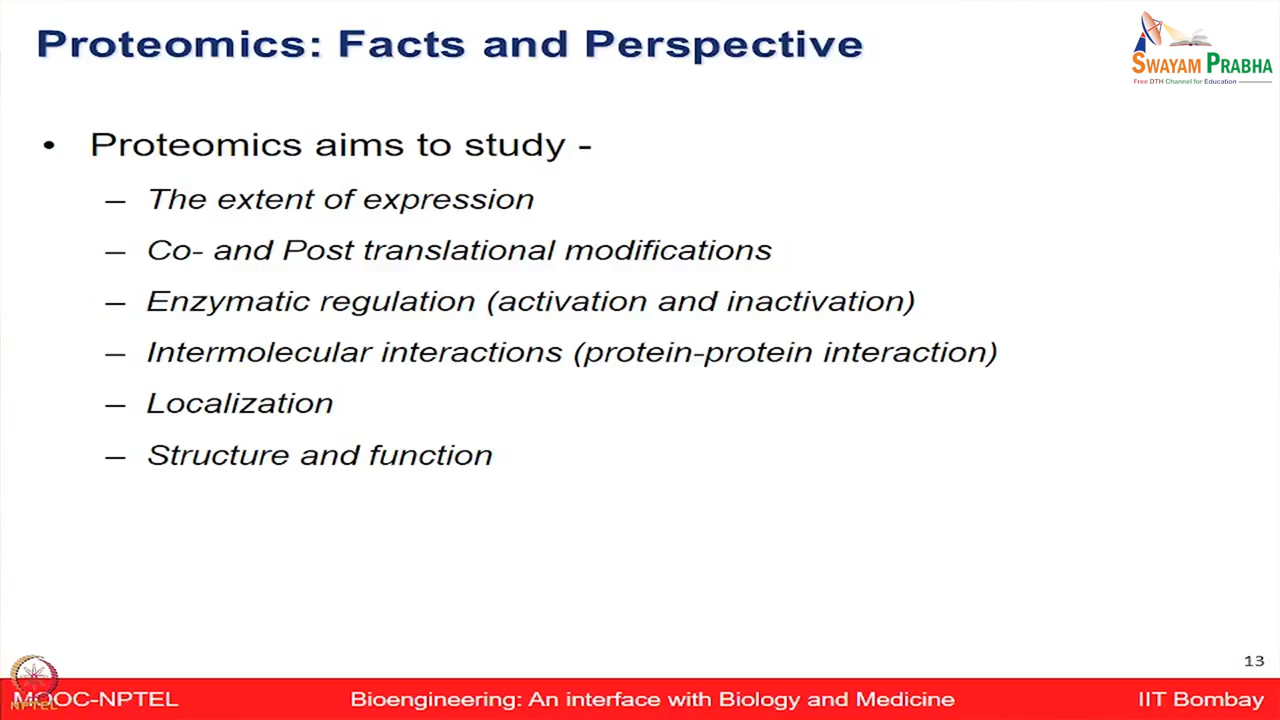 Proteomics: Facts and Perspective
SWAYAM PRABHA
Free DTH Channel for Education
• Proteomics aims to study -
– The extent of expression
– Co- and Post translational modifications
– Enzymatic regulation (activation and inactivation)
– Intermolecular interactions (protein-protein interaction)
– Localization
– Structure and function
13
MOOC-NPTEL Bioengineering: An interface with Biology and Medicine IIT Bombay
NPTEL